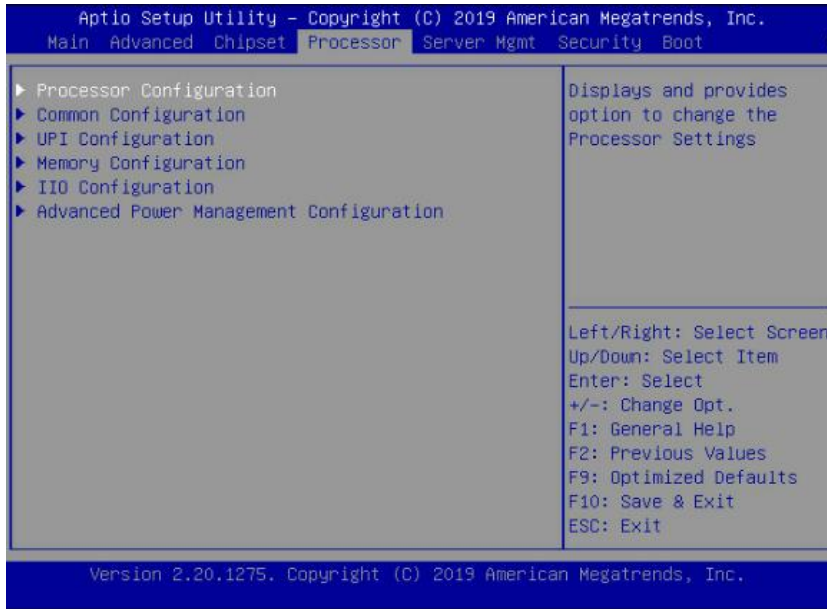 Aptio Setup Utility – Copyright (C) 2019 American Megatrends, Inc.
Main Advanced Chipset Processor Server Mgmt Security Boot
Processor Configuration
Common Configuration
UPI Configuration
Memory Configuration
IIO Configuration
Advanced Power Management Configuration
Displays and provides
option to change the
Processor Settings
Left/Right: Select Screen
Up/Down: Select Item
Enter: Select
+/-: Change Opt.
F1: General Help
F2: Previous Values
F9: Optimized Defaults
F10: Save & Exit
ESC: Exit
Version 2.20.1275. Copyright (C) 2019 American Megatrends, Inc.